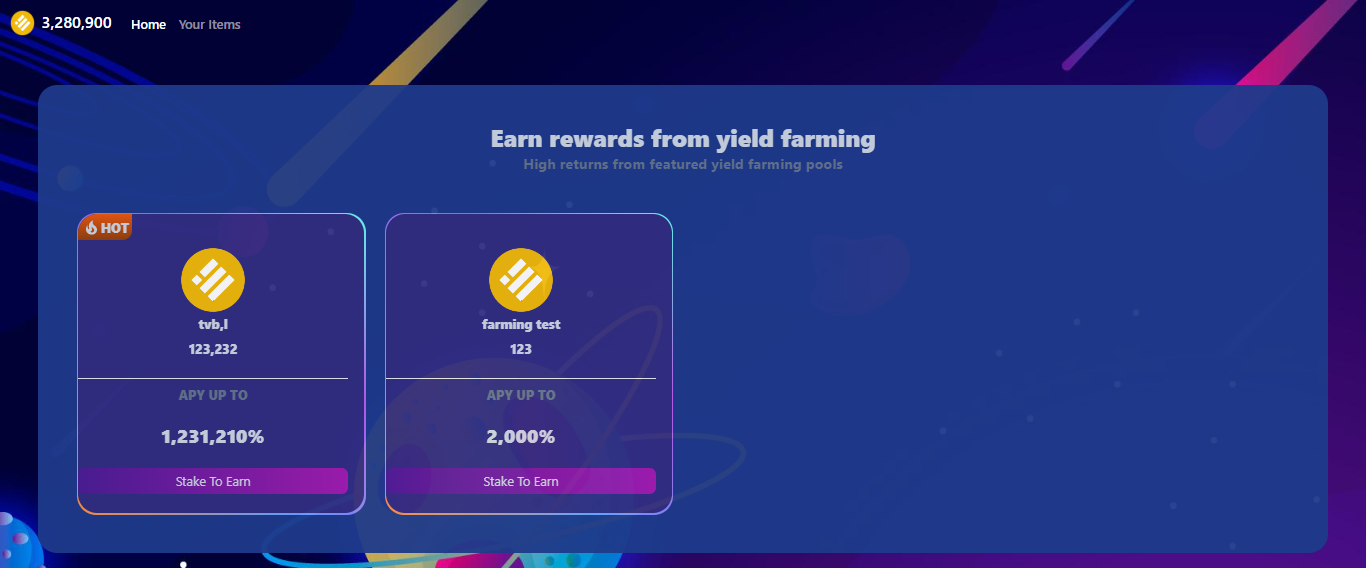 3,280,900 Home Your Items
Earn rewards from yield farming
High returns from featured yield farming pools
HOT
tvb,l
123,232
APY UP TO
1,231,210%
Stake To Earn
farming test
123
APY UP TO
2,000%
Stake To Earn